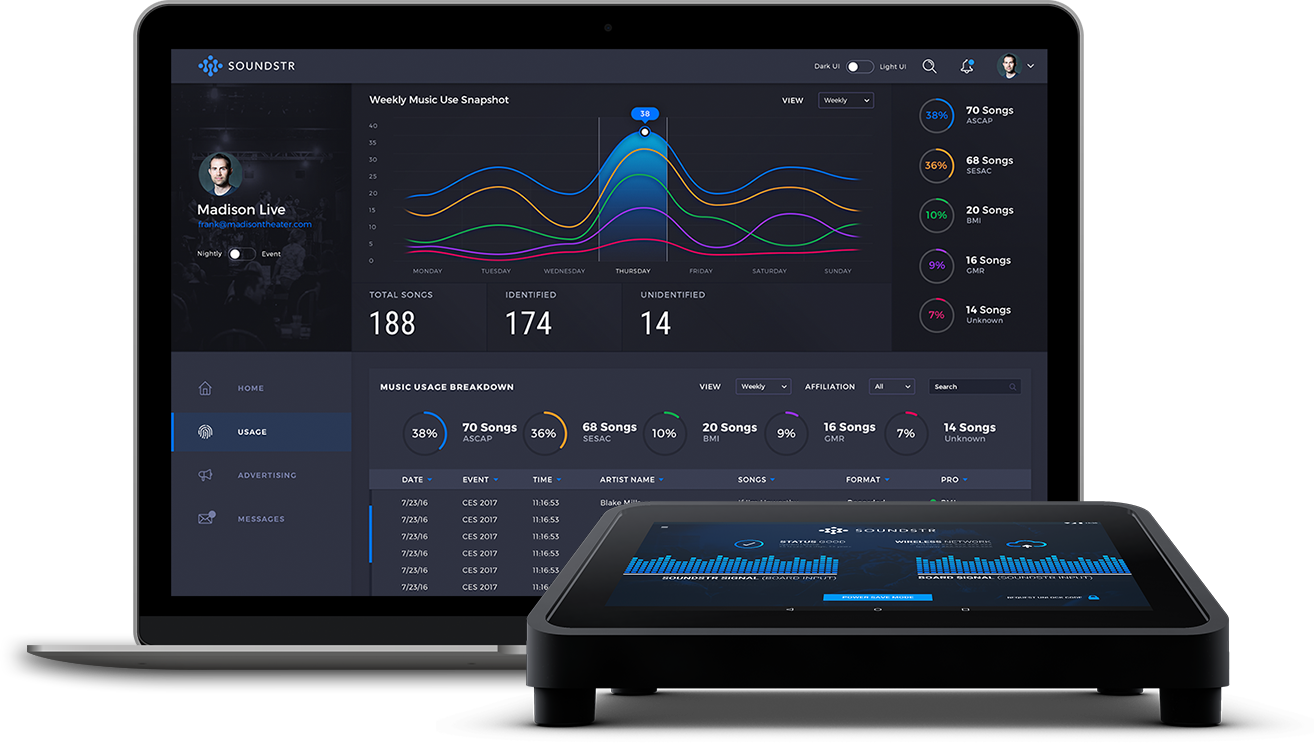 SOUNDSTR
Dark UI Light UI
Madison Live
frank@madisontheater.com
Nightly Event
Weekly Music Use Snapshot
VIEW Weekly
38
40
35
30
25
20
15
10
5
0
MONDAY TUESDAY WEDNESDAY THURSDAY FRIDAY SATURDAY SUNDAY
38% 70 Songs
ASCAP
36% 68 Songs
SESAC
10% 20 Songs
BMI
9% 16 Songs
GMR
7% 14 Songs
Unknown
TOTAL SONGS IDENTIFIED UNIDENTIFIED
188 174 14
HOME
USAGE
ADVERTISING
MESSAGES
MUSIC USAGE BREAKDOWN
VIEW Weekly AFFILIATION All Search
38% 70 Songs 36% 68 Songs 10% 20 Songs 9% 16 Songs 7% 14 Songs
ASCAP SESAC BMI GMR Unknown
DATE EVENT TIME ARTIST NAME SONGS FORMAT PRO
7/23/16 CES 2017 11:16:53 Blake
7/23/16 CES 2017 11:16:53
7/23/16 CES 2017 11:16:53
7/23/16 CES 2017 11:16:53
7/23/16 CES 2017 11:16:53
7/23/16 CES 2017 11:16
SOUNDSTR
STATUS GOOD WIRELESS NETWORK
SOUNDSTR SIGNAL (BOARD INPUT) BOARD SIGNAL (SOUNDSTR INPUT)
POWER SAVE MODE REQUEST UNLOCK CODE